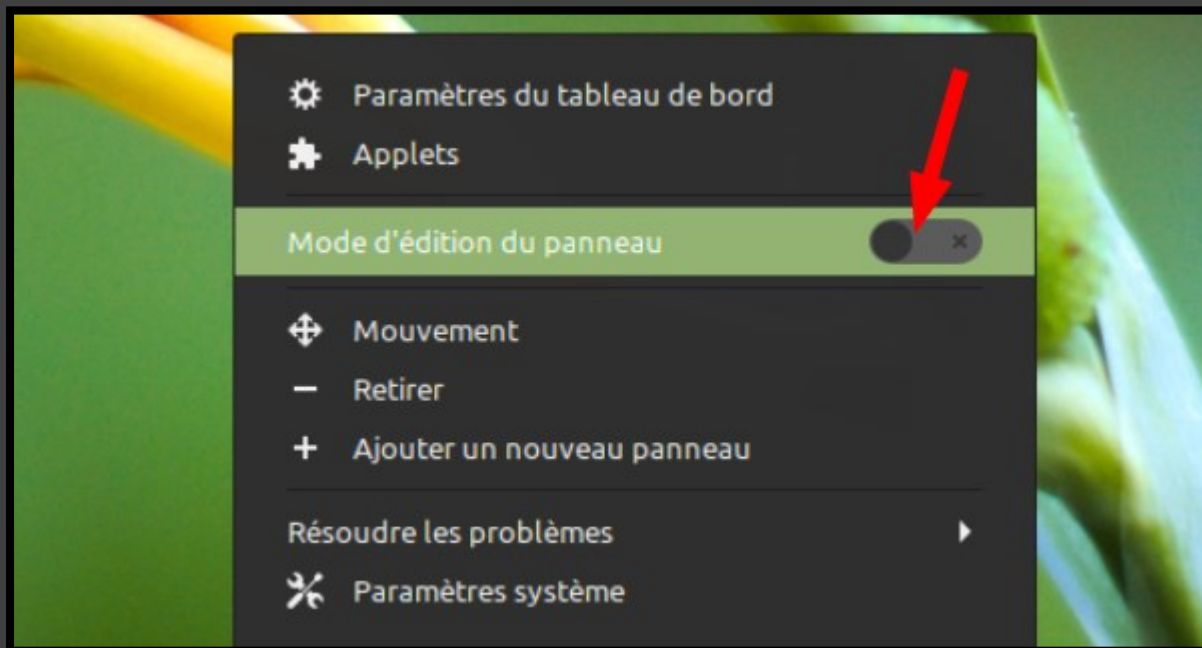 Paramètres du tableau de bord
Applets
Mode d'édition du panneau
Mouvement
Retirer
Ajouter un nouveau panneau
Résoudre les problèmes
Paramètres système